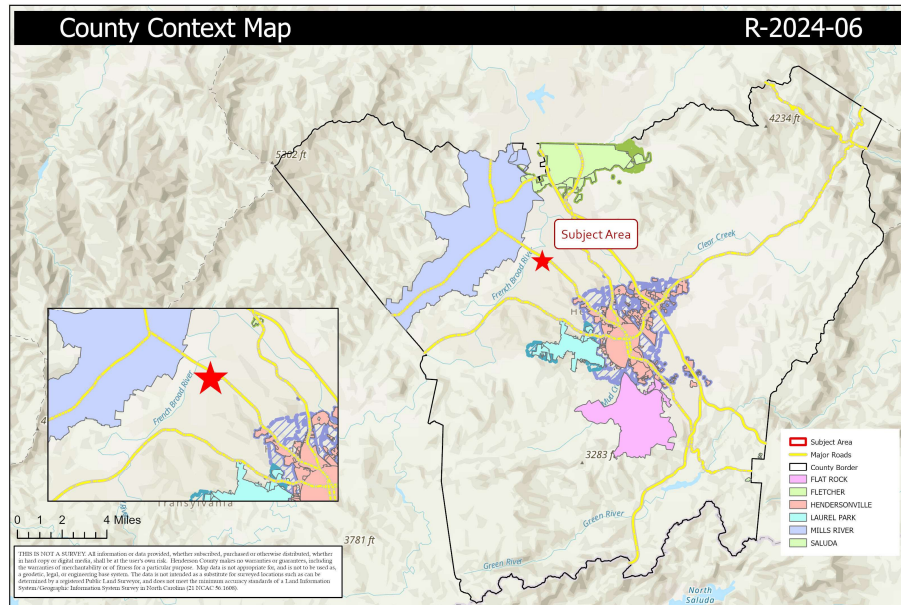 County Context Map
R-2024-06
4234 ft
5302 ft
Subject Area
Clear Creek
French Broad River
Mud C
3283 ft
French Broad River
Transylvania
Subject Area
Major Roads
County Border
FLAT ROCK
FLETCHER
HENDERSONVILLE
LAUREL PARK
MILLS RIVER
SALUDA
0 1 2 4 Miles
3781 ft
Green River
Green River
North
Saluda
THIS IS NOT A SURVEY. All information or data provided, whether subscribed, purchased or otherwise distributed, whether
in hard copy or digital media, shall be at the user's own risk. Henderson County makes no warranties or guarantees, including
the warranties of merchantability or of fitness for a particular purpose. Map data is not appropriate for, and is not to be used as,
a geodetic, legal, or engineering base system. The data is not intended as a substitute for surveyed locations such as can be
determined by a registered Public Land Surveyor, and does not meet the minimum accuracy standards of a Land Information
System/Geographic Information System Survey in North Carolina (21 NCAC 56.1608).